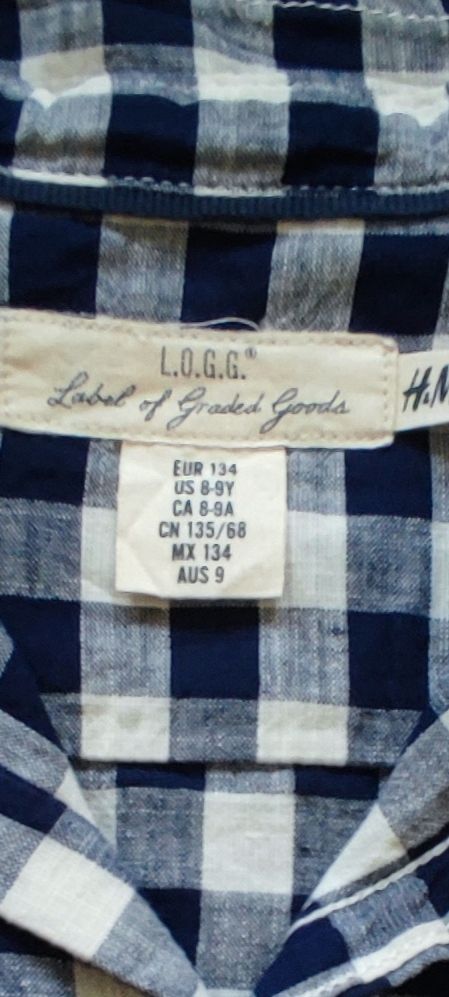 L.O.G.G.®
Label of Graded Goods
H&M
EUR 134
US 8-9Y
CA 8-9A
CN 135/68
MX 134
AUS 9